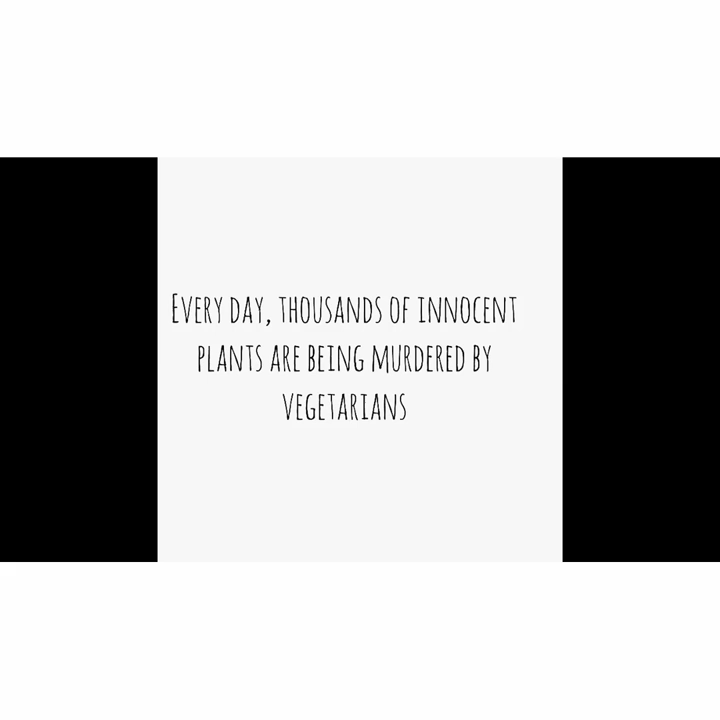 EVERY DAY, THOUSANDS OF INNOCENT
PLANTS ARE BEING MURDERED BY
VEGETARIANS